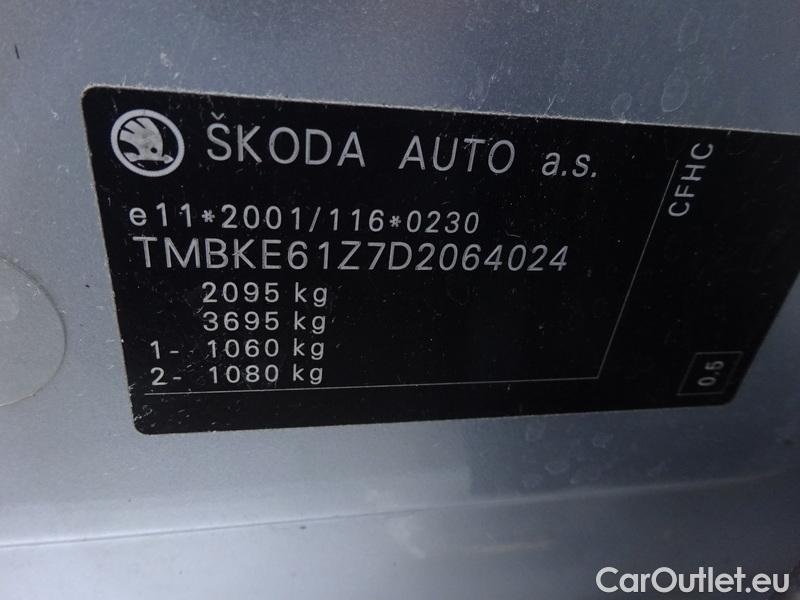 ŠKODA AUTO a.s.
e11*2001/116*0230
TMBKE61Z7D2064024
2095 kg
3695 kg
1- 1060 kg
2- 1080 kg
CFHC
0.5
CarOutlet.eu